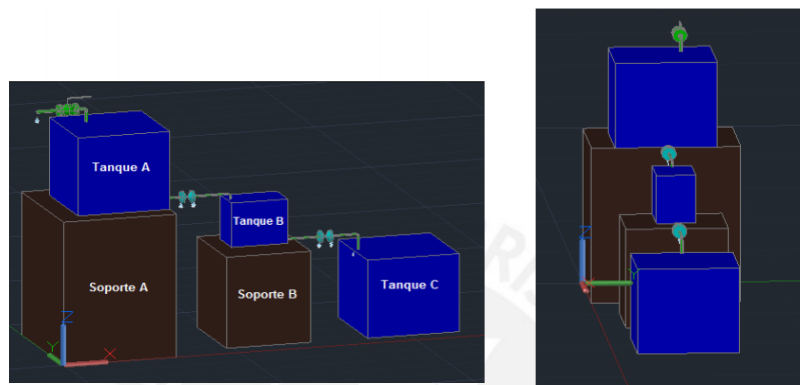 Tanque A
Tanque B
Soporte A
Soporte B
Tanque C
Z
Y
X
Z
Y